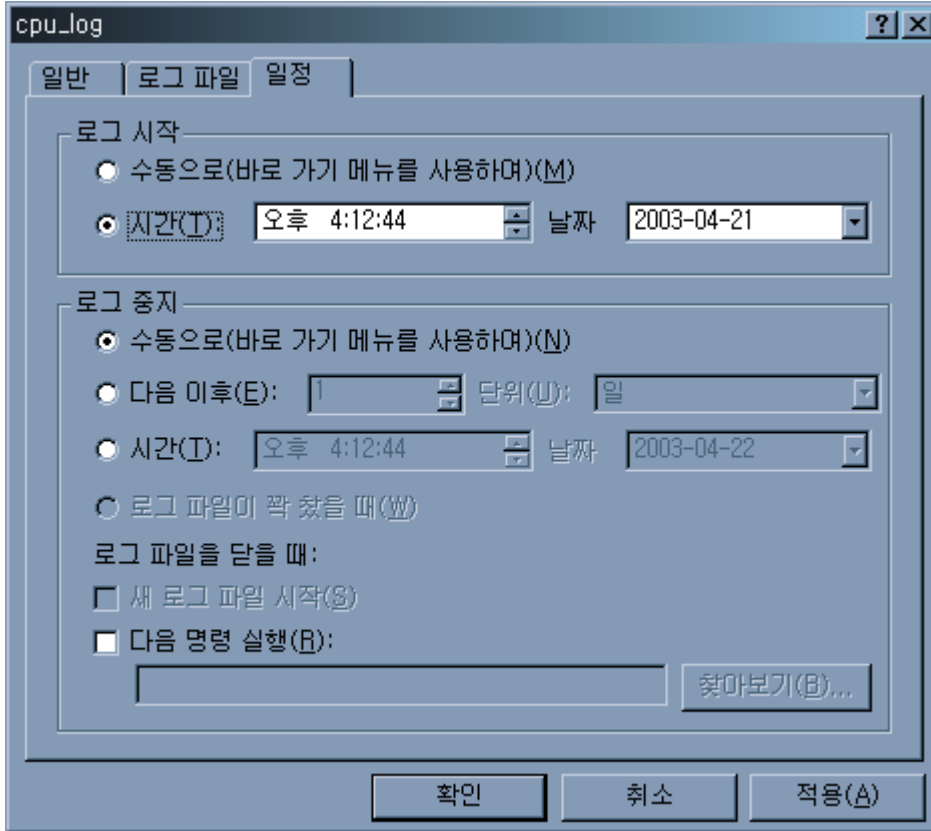 cpu_log
일반 로그 파일 일정
로그 시작
수동으로(바로 가기 메뉴를 사용하여)(M)
시간(T): 오후 4:12:44 날짜 2003-04-21
로그 중지
수동으로(바로 가기 메뉴를 사용하여)(N)
다음 이후(E): 1 단위(U): 일
시간(T): 오후 4:12:44 날짜 2003-04-22
로그 파일이 꽉 찼을 때(W)
로그 파일을 닫을 때:
새 로그 파일 시작(S)
다음 명령 실행(R):
찾아보기(B)...
확인 취소 적용(A)